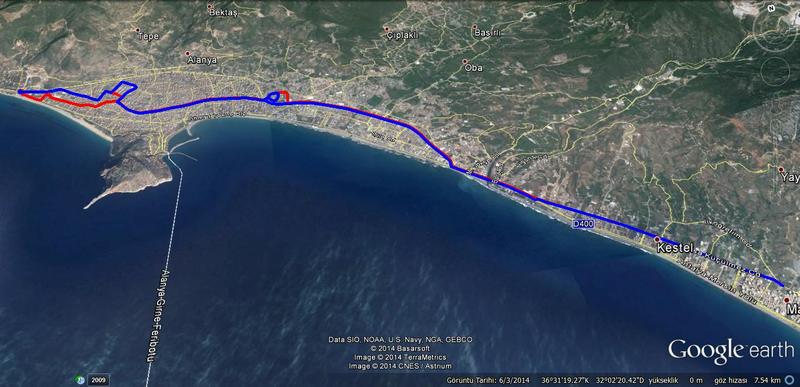 Bektaş
Tepe
Çıplaklı
Basırlı
Alanya
Oba
Yay
D400
Kestel
Ma
Alanya-Girne-Feribotu
Data SIO, NOAA, U.S. Navy, NGA, GEBCO
© 2014 Basarsoft
Image © 2014 TerraMetrics
Image © 2014 CNES / Astrium
Google earth
2009
Görüntü Tarihi: 6/3/2014 36°31'19.27"K 32°02'20.42"D yükseklik 0 m göz hizası 7.54 km